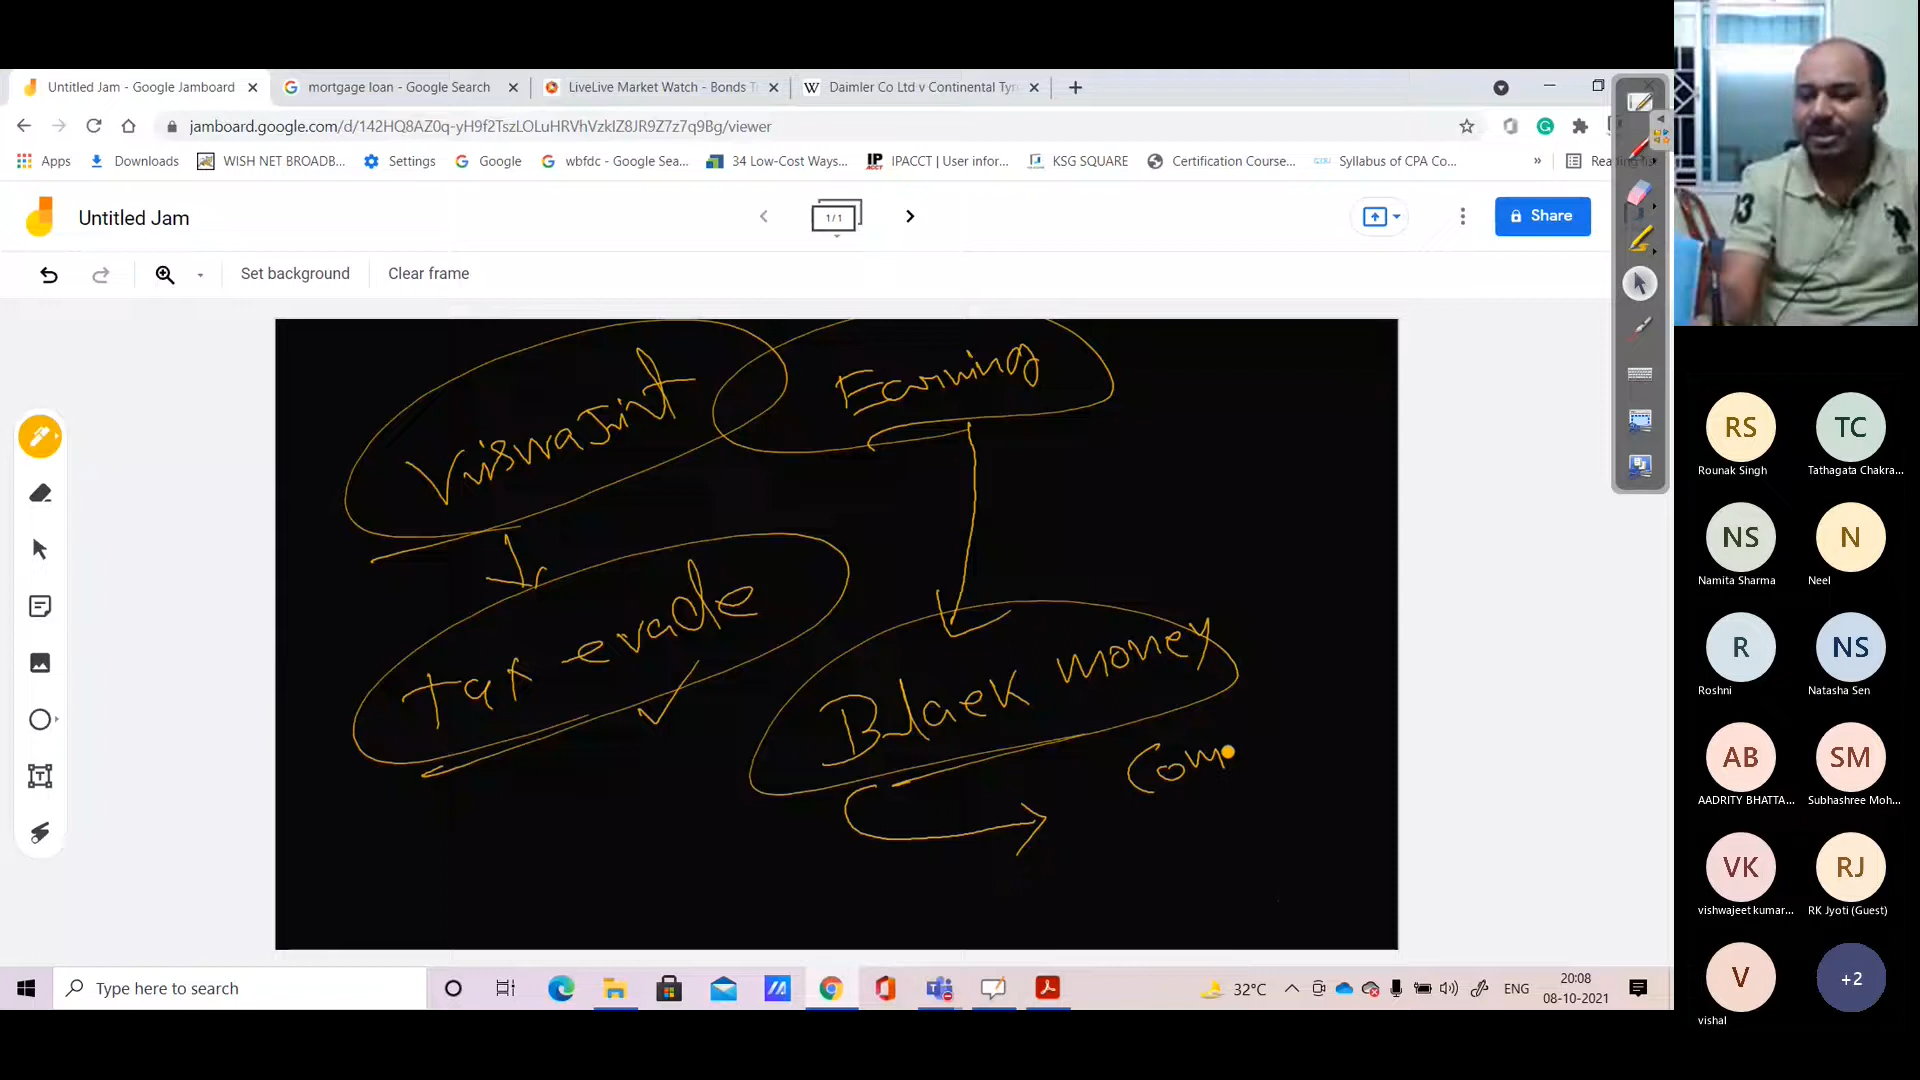 Untitled Jam - Google Jamboard
mortgage loan - Google Search
LiveLive Market Watch - Bonds T
Daimler Co Ltd v Continental Tyr
jamboard.google.com/d/142HQ8AZ0q-yH9f2TszLOLuHRVhVzkIZ8JR9Z7z7q9Bg/viewer
Apps
Downloads
WISH NET BROADB...
Settings
Google
wbfdc - Google Sea...
34 Low-Cost Ways...
IPACCT | User infor...
KSG SQUARE
Certification Course...
Syllabus of CPA Co...
»
Untitled Jam
1/1
Share
Set background
Clear frame
Earning
Tax evade
Black money
Com
RS
Rounak Singh
TC
Tathagata Chakra...
NS
Namita Sharma
N
Neel
R
Roshni
NS
Natasha Sen
AB
AADRITY BHATTA...
SM
Subhashree Moh...
VK
vishwajeet kumar...
RJ
RK Jyoti (Guest)
V
vishal
+2
Type here to search
32°C
ENG
20:08
08-10-2021